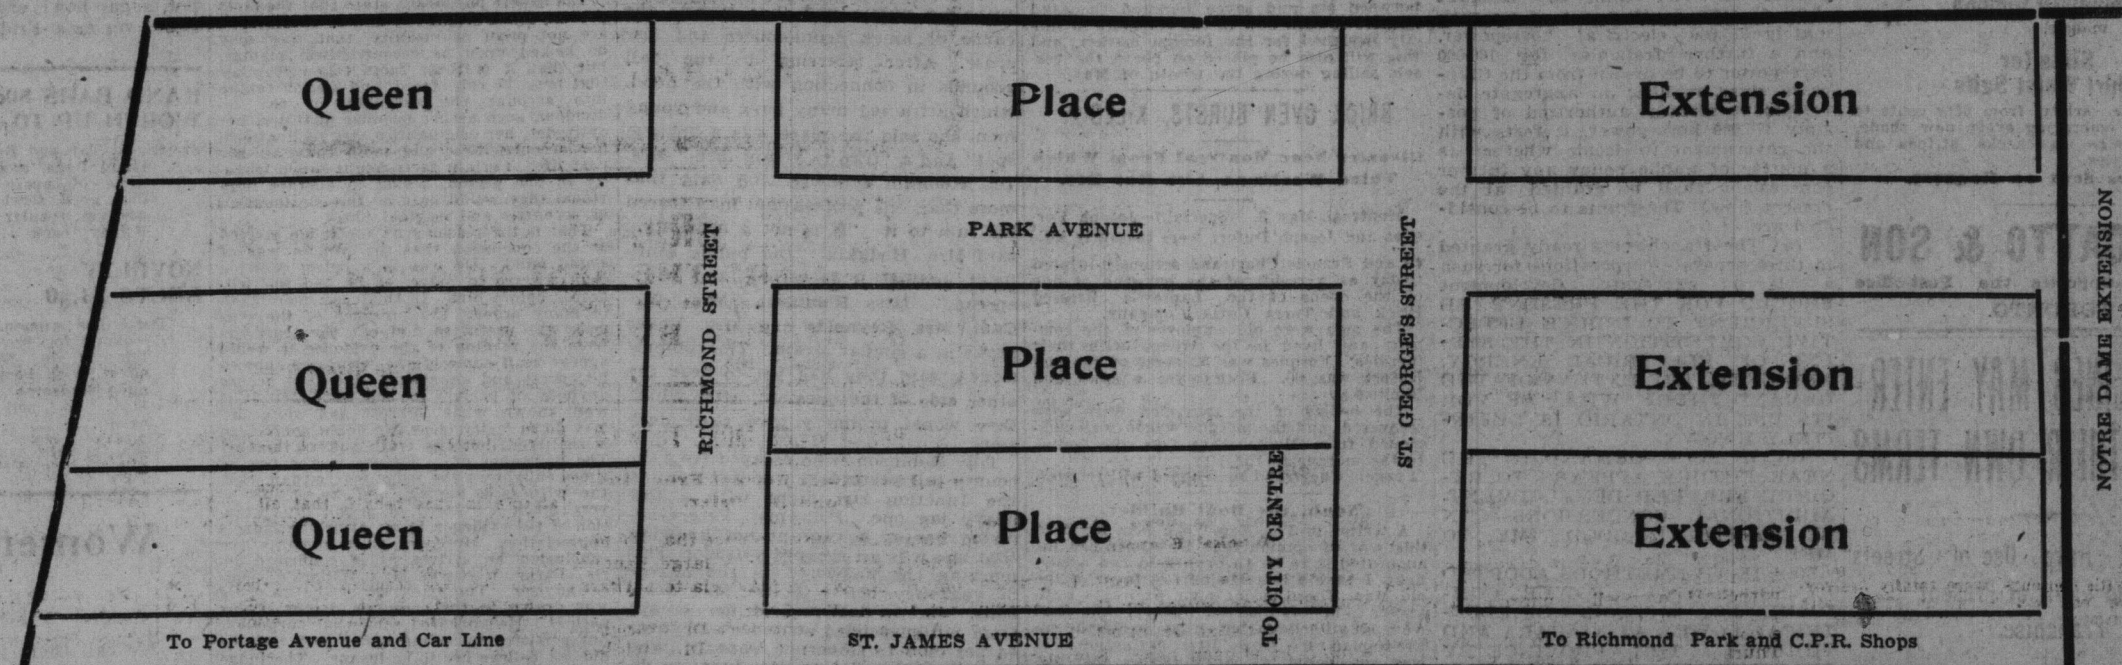 Queen Place Extension
PARK AVENUE
RICHMOND STREET
ST. GEORGE'S STREET
NOTRE DAME EXTENSION
Queen Place Extension
Queen Place Extension
TO CITY CENTRE
To Portage Avenue and Car Line
ST. JAMES AVENUE
To Richmond Park and C.P.R. Shops